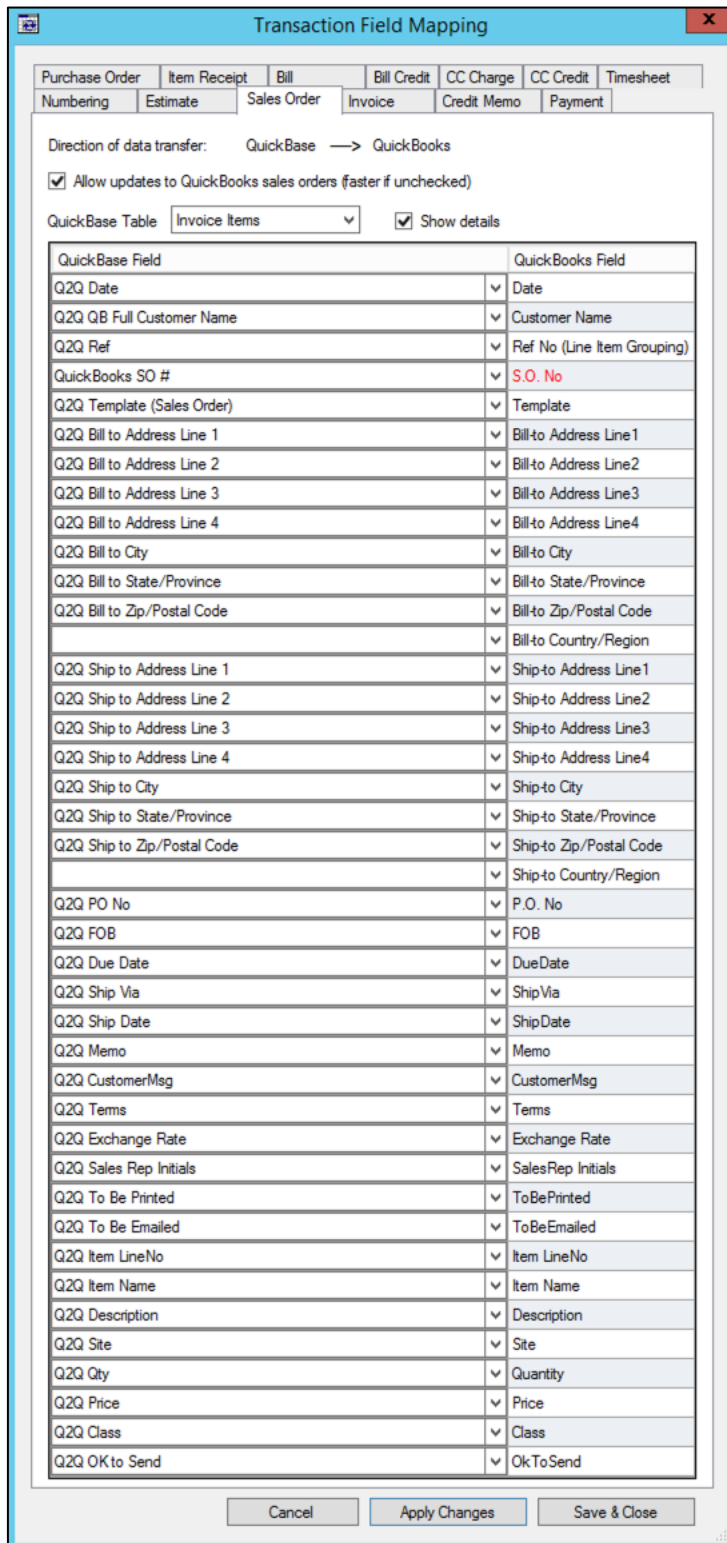 Transaction Field Mapping
x
Purchase Order Item Receipt Bill Bill Credit CC Charge CC Credit Timesheet
Numbering Estimate Sales Order Invoice Credit Memo Payment
Direction of data transfer: QuickBase ---> QuickBooks
Allow updates to QuickBooks sales orders (faster if unchecked)
QuickBase Table Invoice Items Show details
QuickBase Field QuickBooks Field
Q2Q Date Date
Q2Q QB Full Customer Name Customer Name
Q2Q Ref Ref No (Line Item Grouping)
QuickBooks SO # S.O. No
Q2Q Template (Sales Order) Template
Q2Q Bill to Address Line 1 Bill-to Address Line1
Q2Q Bill to Address Line 2 Bill-to Address Line2
Q2Q Bill to Address Line 3 Bill-to Address Line3
Q2Q Bill to Address Line 4 Bill-to Address Line4
Q2Q Bill to City Bill-to City
Q2Q Bill to State/Province Bill-to State/Province
Q2Q Bill to Zip/Postal Code Bill-to Zip/Postal Code
Bill-to Country/Region
Q2Q Ship to Address Line 1 Ship-to Address Line1
Q2Q Ship to Address Line 2 Ship-to Address Line2
Q2Q Ship to Address Line 3 Ship-to Address Line3
Q2Q Ship to Address Line 4 Ship-to Address Line4
Q2Q Ship to City Ship-to City
Q2Q Ship to State/Province Ship-to State/Province
Q2Q Ship to Zip/Postal Code Ship-to Zip/Postal Code
Ship-to Country/Region
Q2Q PO No P.O. No
Q2Q FOB FOB
Q2Q Due Date DueDate
Q2Q Ship Via ShipVia
Q2Q Ship Date ShipDate
Q2Q Memo Memo
Q2Q CustomerMsg CustomerMsg
Q2Q Terms Terms
Q2Q Exchange Rate Exchange Rate
Q2Q Sales Rep Initials SalesRep Initials
Q2Q To Be Printed ToBePrinted
Q2Q To Be Emailed ToBeEmailed
Q2Q Item LineNo Item LineNo
Q2Q Item Name Item Name
Q2Q Description Description
Q2Q Site Site
Q2Q Qty Quantity
Q2Q Price Price
Q2Q Class Class
Q2Q OK to Send OkToSend
Cancel Apply Changes Save & Close